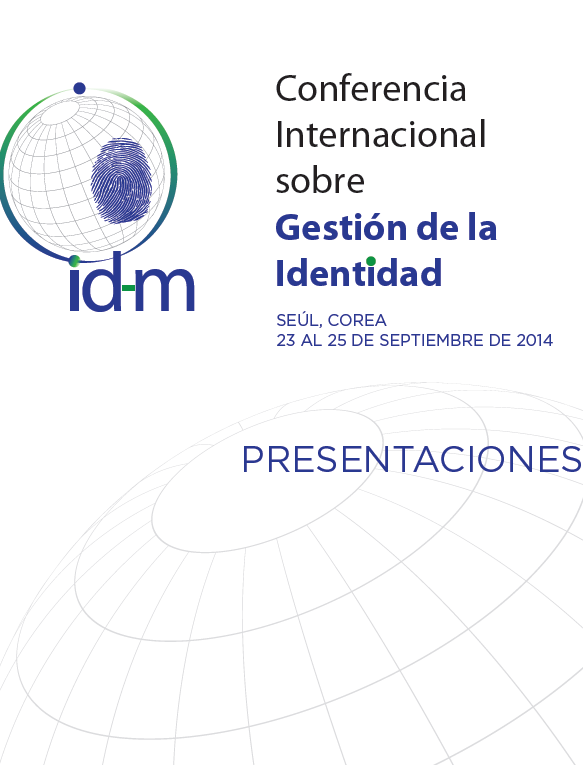 Conferencia
Internacional
sobre
Gestión de la
Identidad
SEÚL, COREA
23 AL 25 DE SEPTIEMBRE DE 2014
id-m
PRESENTACIONES